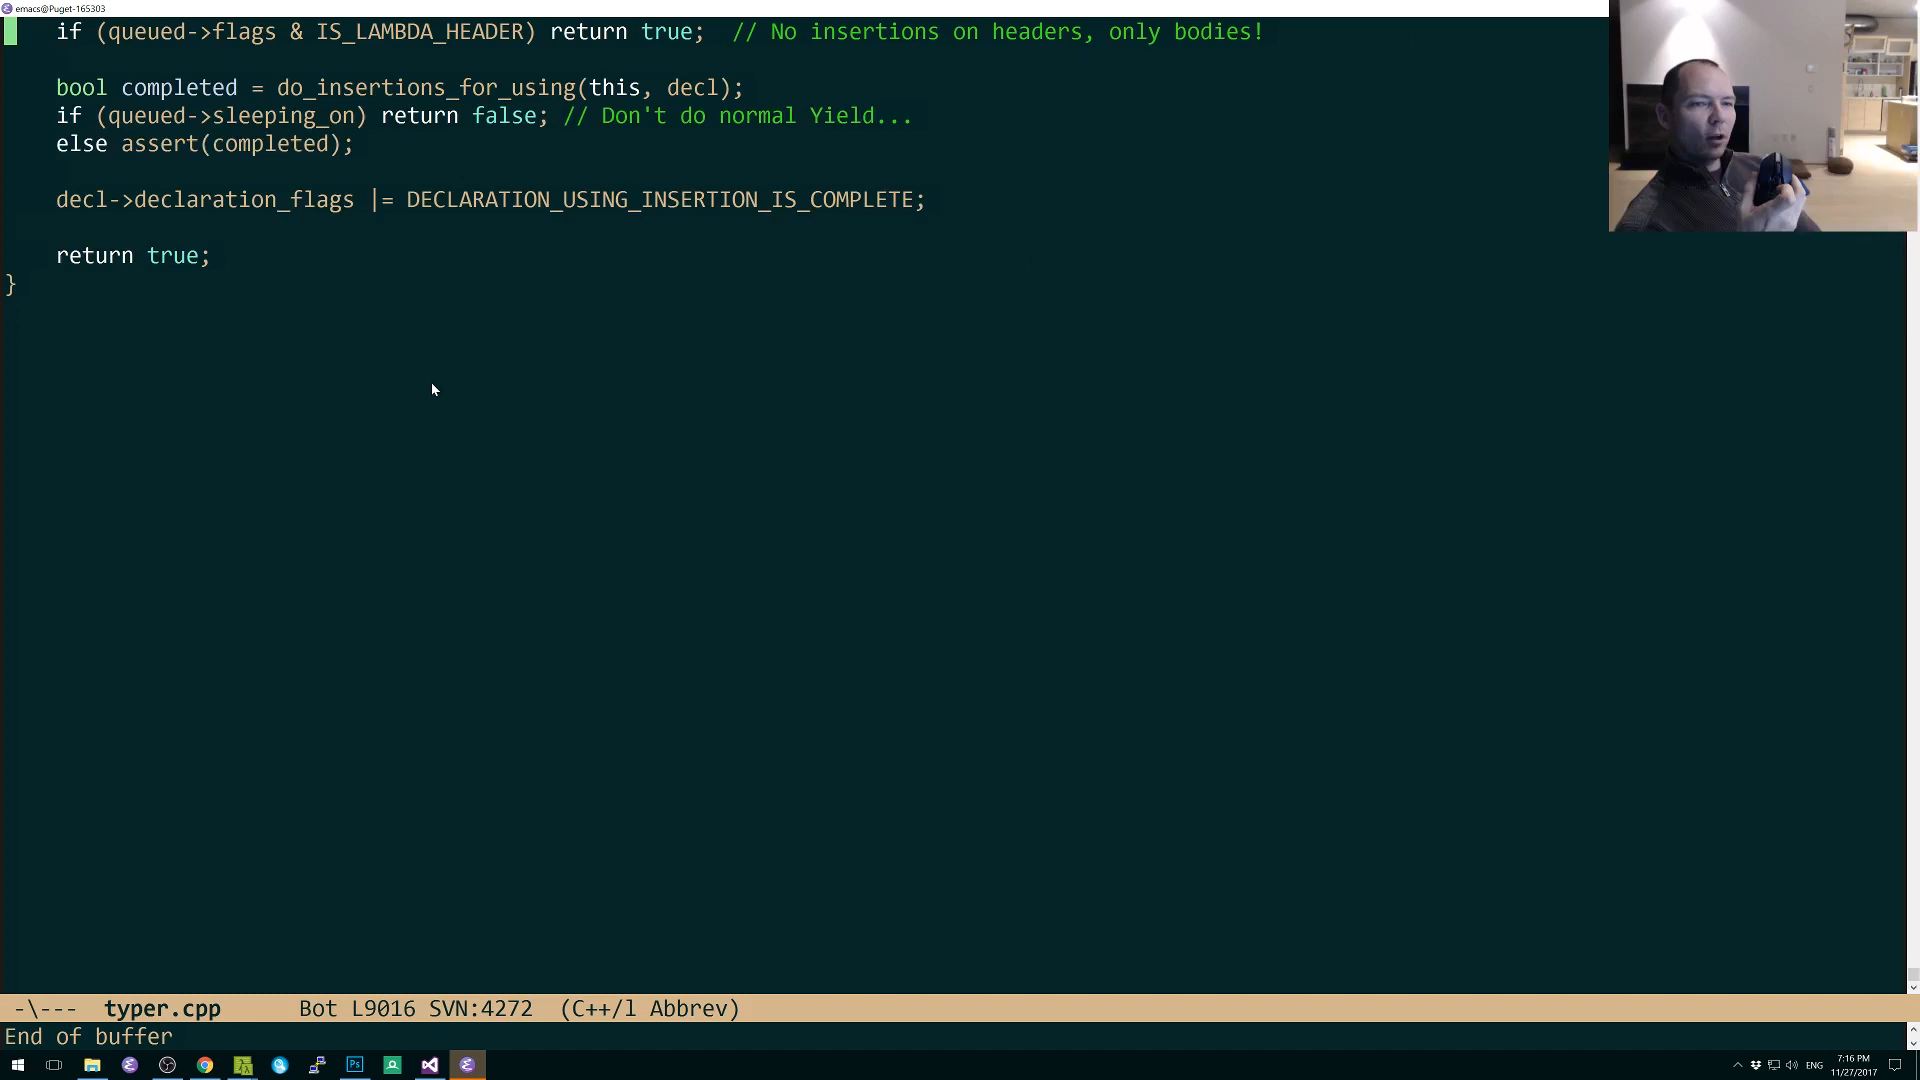 emacs@Puget-165303
if (queued->flags & IS_LAMBDA_HEADER) return true;  // No insertions on headers, only bodies!
bool completed = do_insertions_for_using(this, decl);
if (queued->sleeping_on) return false; // Don't do normal Yield...
else assert(completed);
decl->declaration_flags |= DECLARATION_USING_INSERTION_IS_COMPLETE;
return true;
}
-\---  typer.cpp      Bot L9016 SVN:4272  (C++/l Abbrev)
End of buffer
Ps
ENG
7:16 PM
11/27/2017